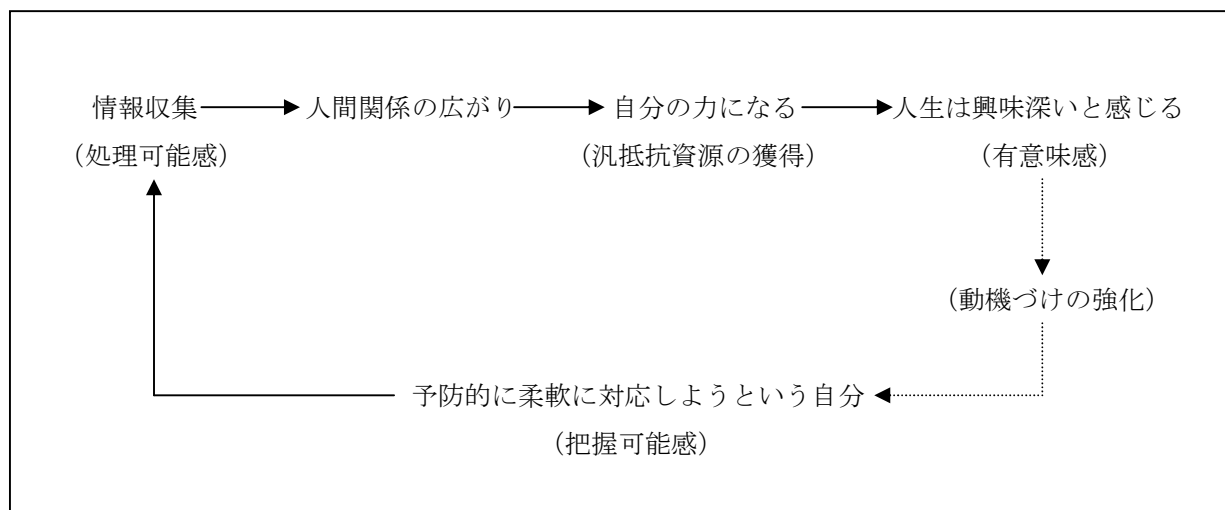 情報収集 人間関係の広がり 自分の力になる 人生は興味深いと感じる
（処理可能感） （汎抵抗資源の獲得） （有意味感）
（動機づけの強化）
予防的に柔軟に対応しようという自分
（把握可能感）